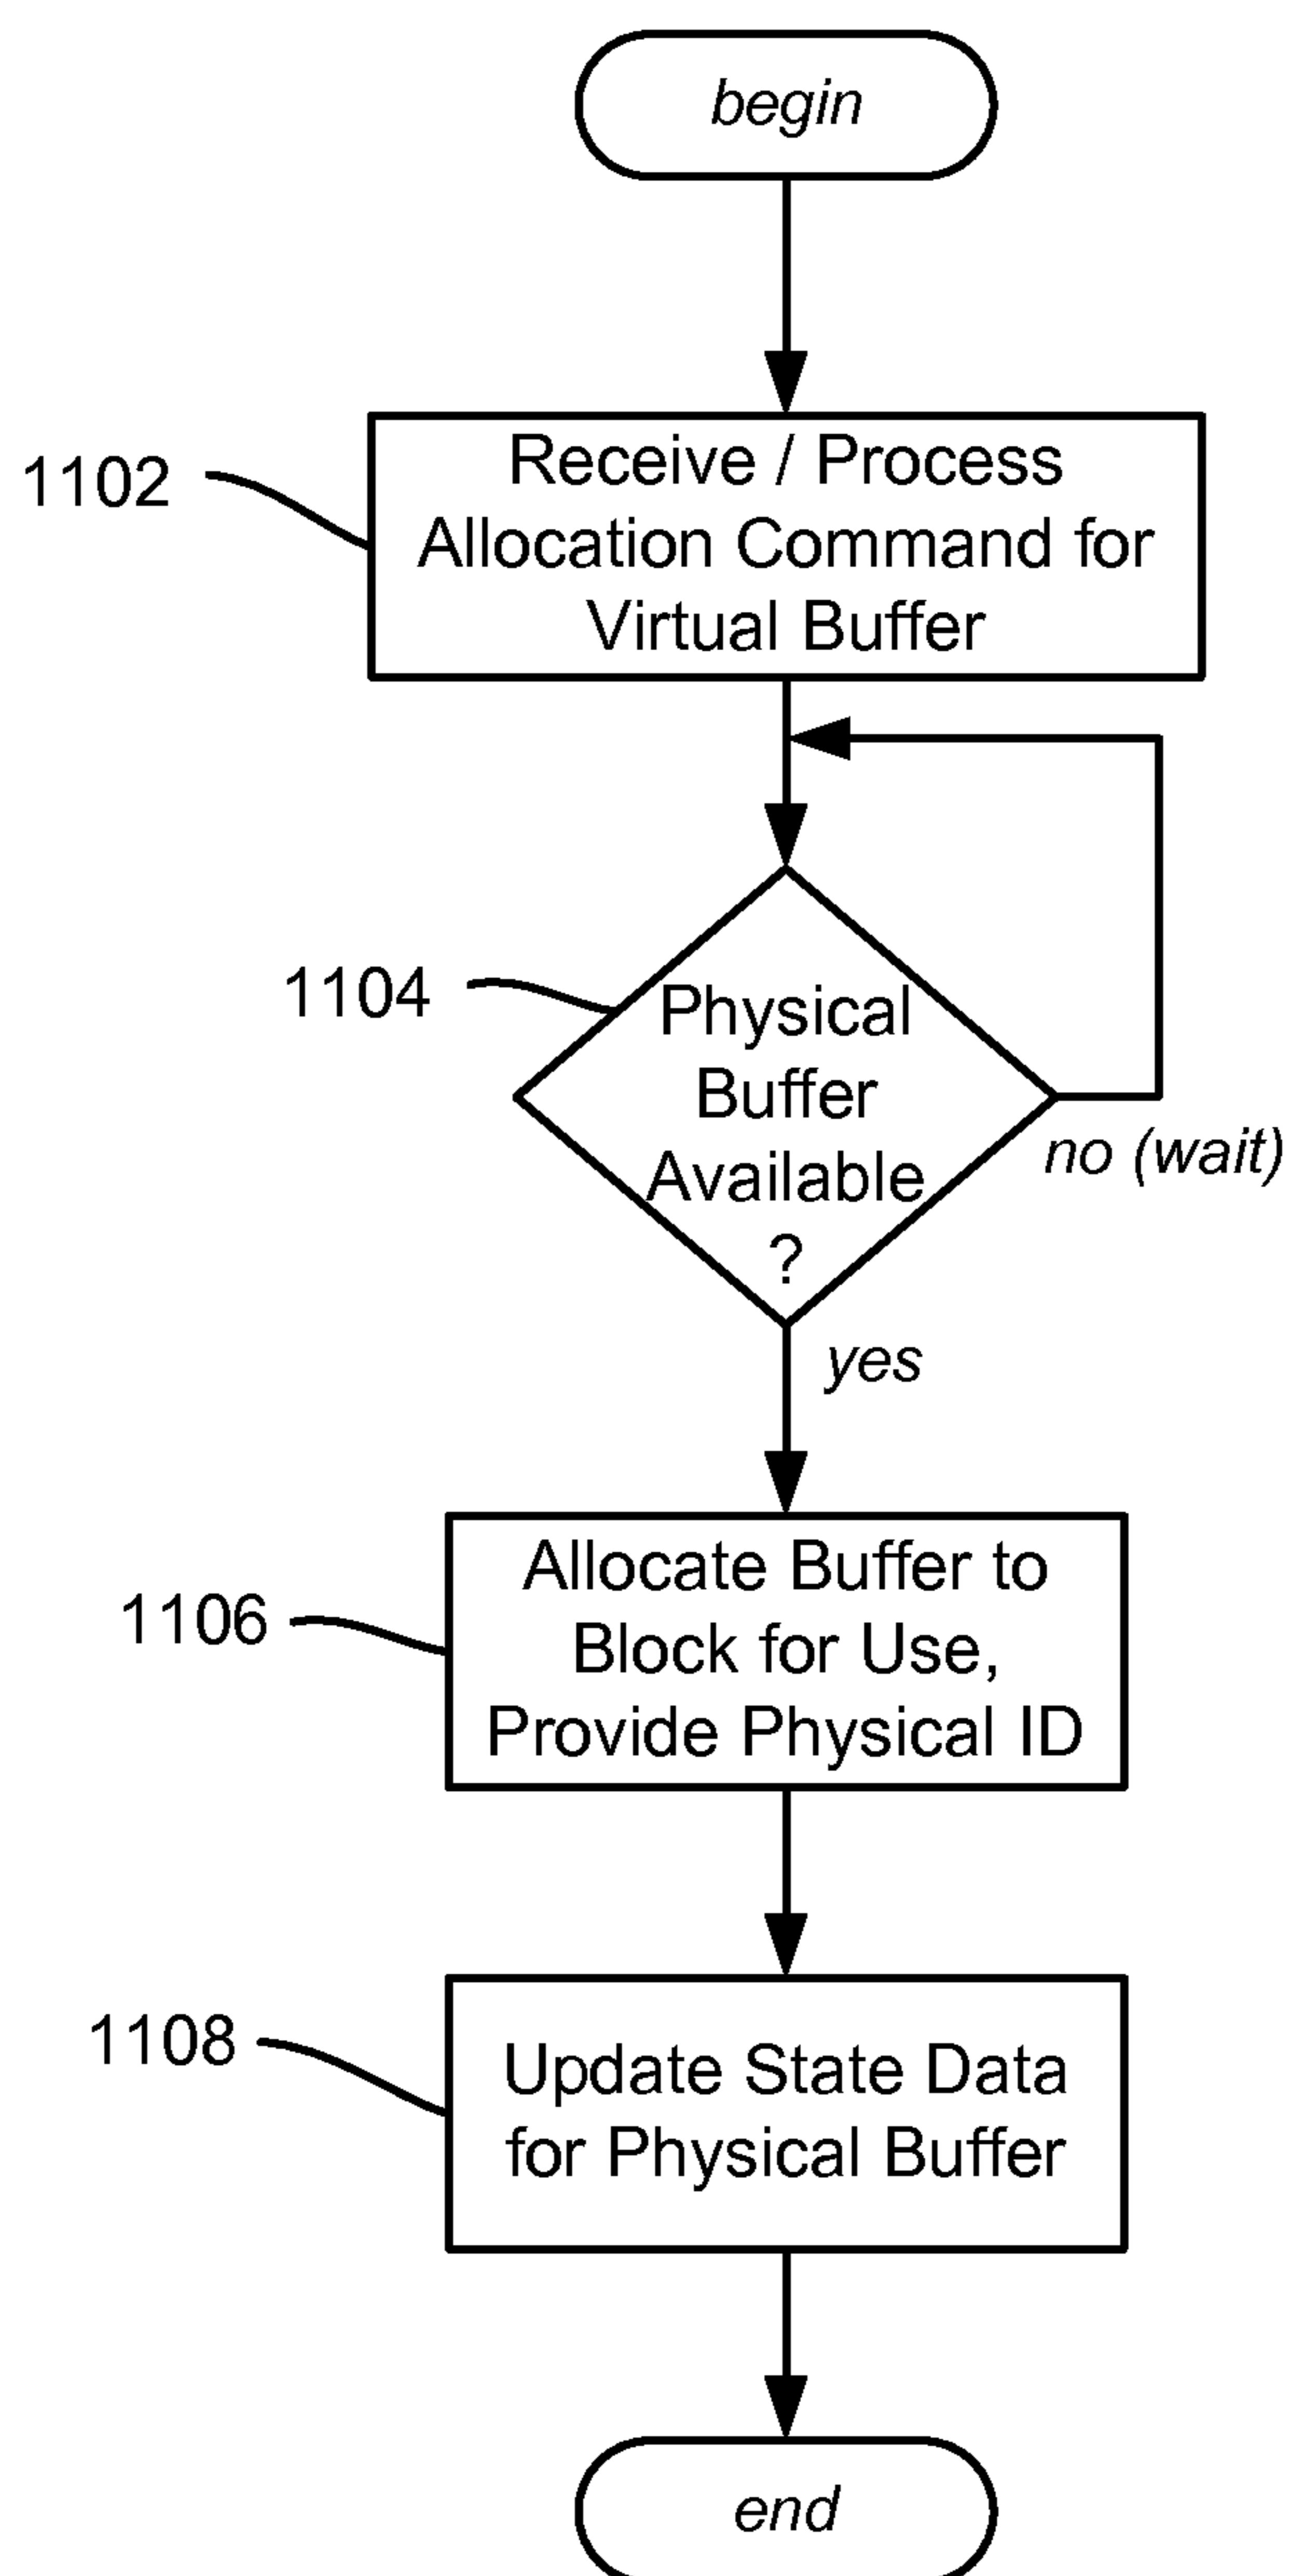 begin
1102
Receive / Process
Allocation Command for
Virtual Buffer
1104
Physical
Buffer
Available
?
no (wait)
yes
1106
Allocate Buffer to
Block for Use,
Provide Physical ID
1108
Update State Data
for Physical Buffer
end